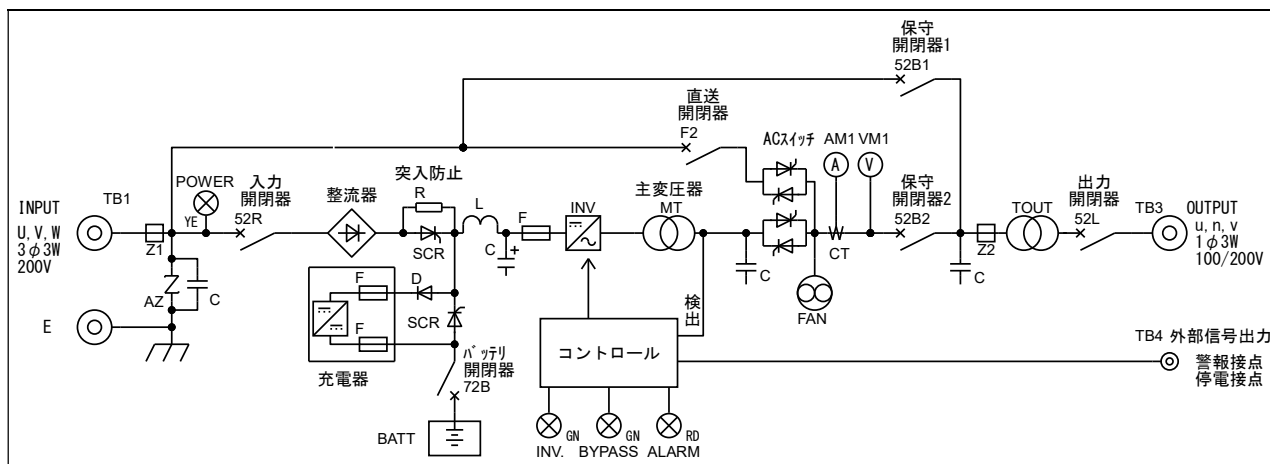 保守
開閉器1
52B1
直送
開閉器
F2
ACスイッチ
AM1
VM1
A
V
TB1
POWER
YE
入力
開閉器
52R
整流器
突入防止
R
L
SCR
C
+
F
INV
主変圧器
MT
保守
開閉器2
52B2
出力
開閉器
52L
TOUT
TB3
OUTPUT
u, n, v
1φ3W
100/200V
INPUT
U, V, W
3φ3W
200V
Z1
Z2
C
CT
C
FAN
AZ
C
E
F
D
F
SCR
充電器
バッテリ
開閉器
72B
BATT
検出
コントロール
TB4 外部信号出力
警報接点
停電接点
GN
GN
RD
INV.
BYPASS
ALARM